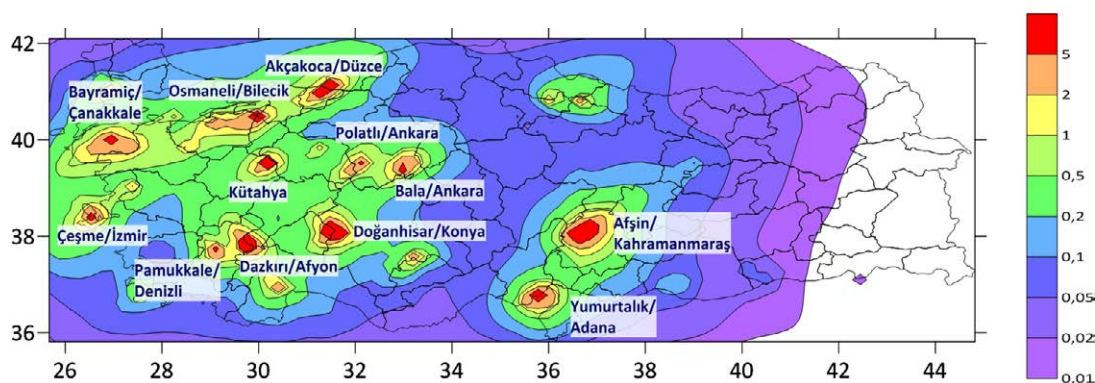 42
40
38
36
26 28 30 32 34 36 38 40 42 44
Akçakoca/Düzce
Bayramiç/
Çanakkale
Osmaneli/Bilecik
Polatlı/Ankara
Kütahya
Bala/Ankara
Çeşme/İzmir
Doğanhisar/Konya
Afşin/
Kahramanmaraş
Pamukkale/
Denizli
Dazkırı/Afyon
Yumurtalık/
Adana
5
2
1
0,5
0,2
0,1
0,05
0,02
0.01